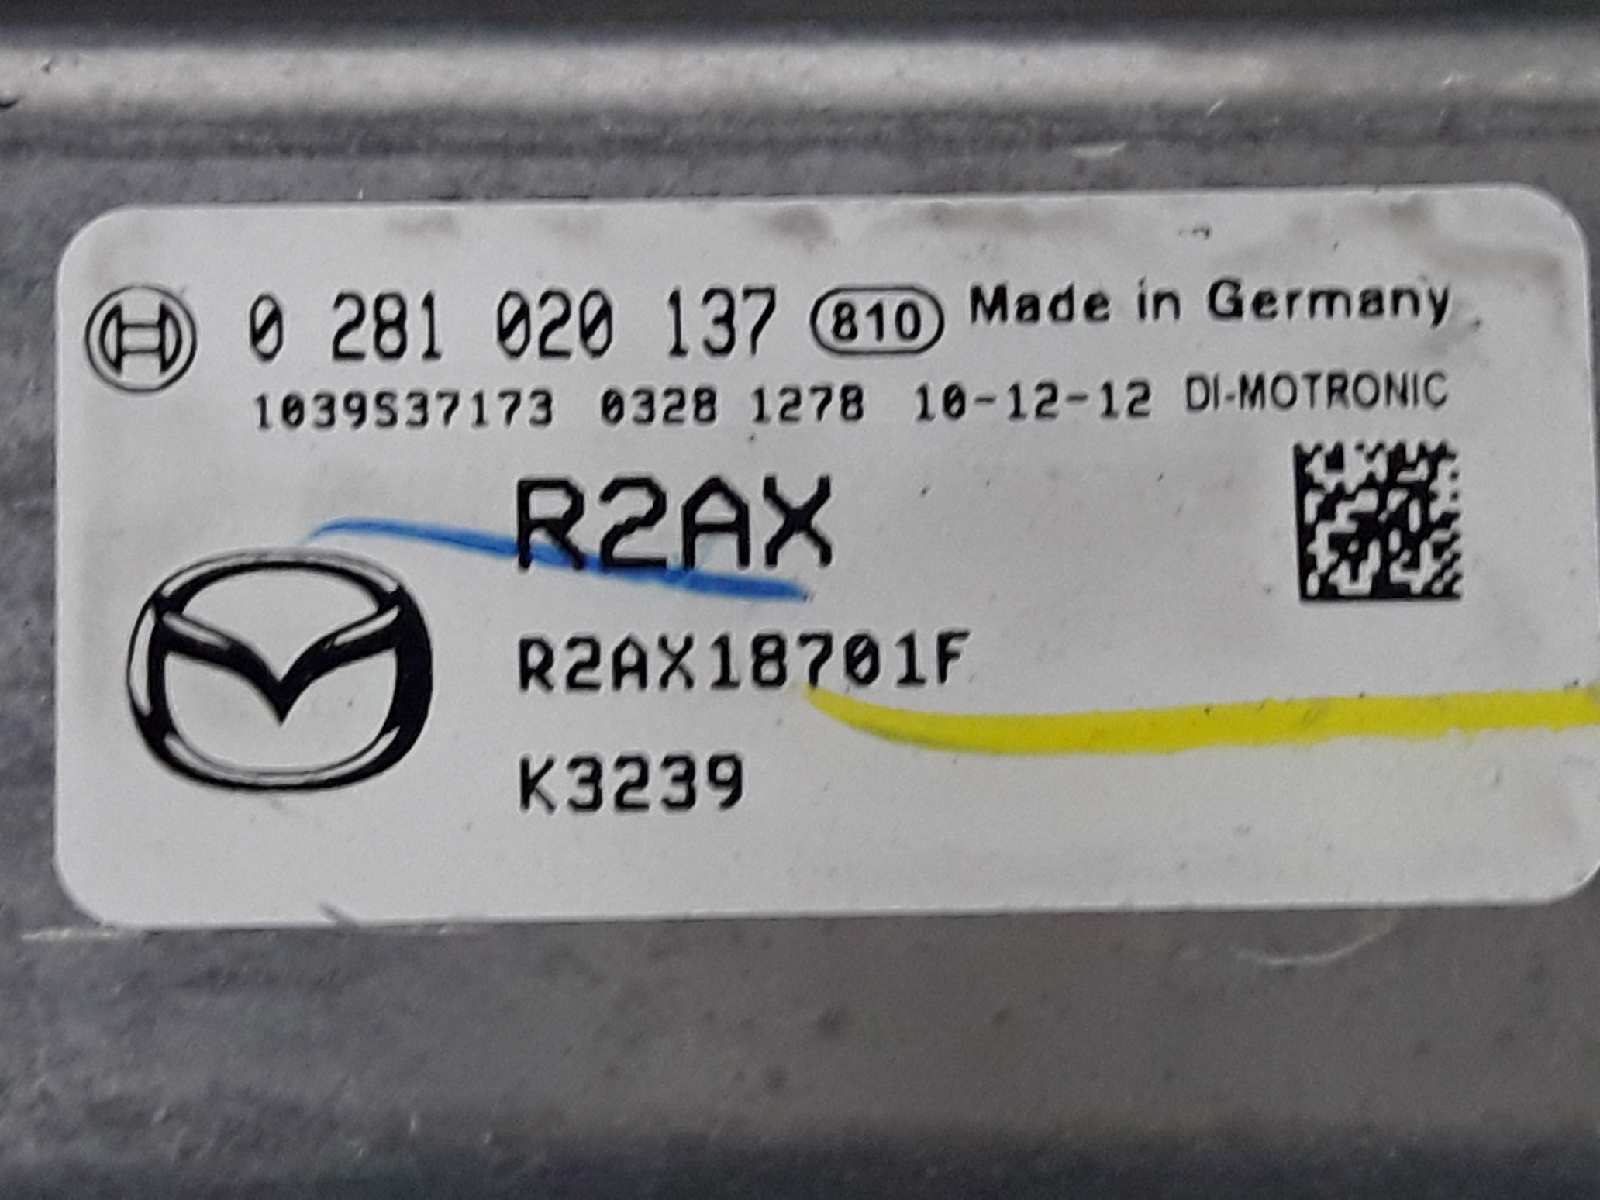 0 281 020 137 810 Made in Germany
1039S37173 0328 1278 10-12-12 DI-MOTRONIC
R2AX
R2AX18701F
K3239